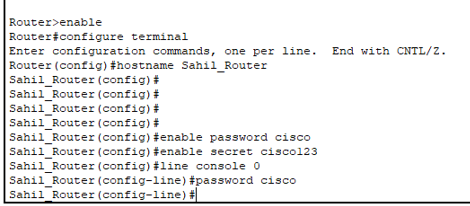 Router>enable
Router#configure terminal
Enter configuration commands, one per line.  End with CNTL/Z.
Router(config)#hostname Sahil_Router
Sahil_Router(config)#
Sahil_Router(config)#
Sahil_Router(config)#
Sahil_Router(config)#
Sahil_Router(config)#enable password cisco
Sahil_Router(config)#enable secret cisco123
Sahil_Router(config)#line console 0
Sahil_Router(config-line)#password cisco
Sahil_Router(config-line)#